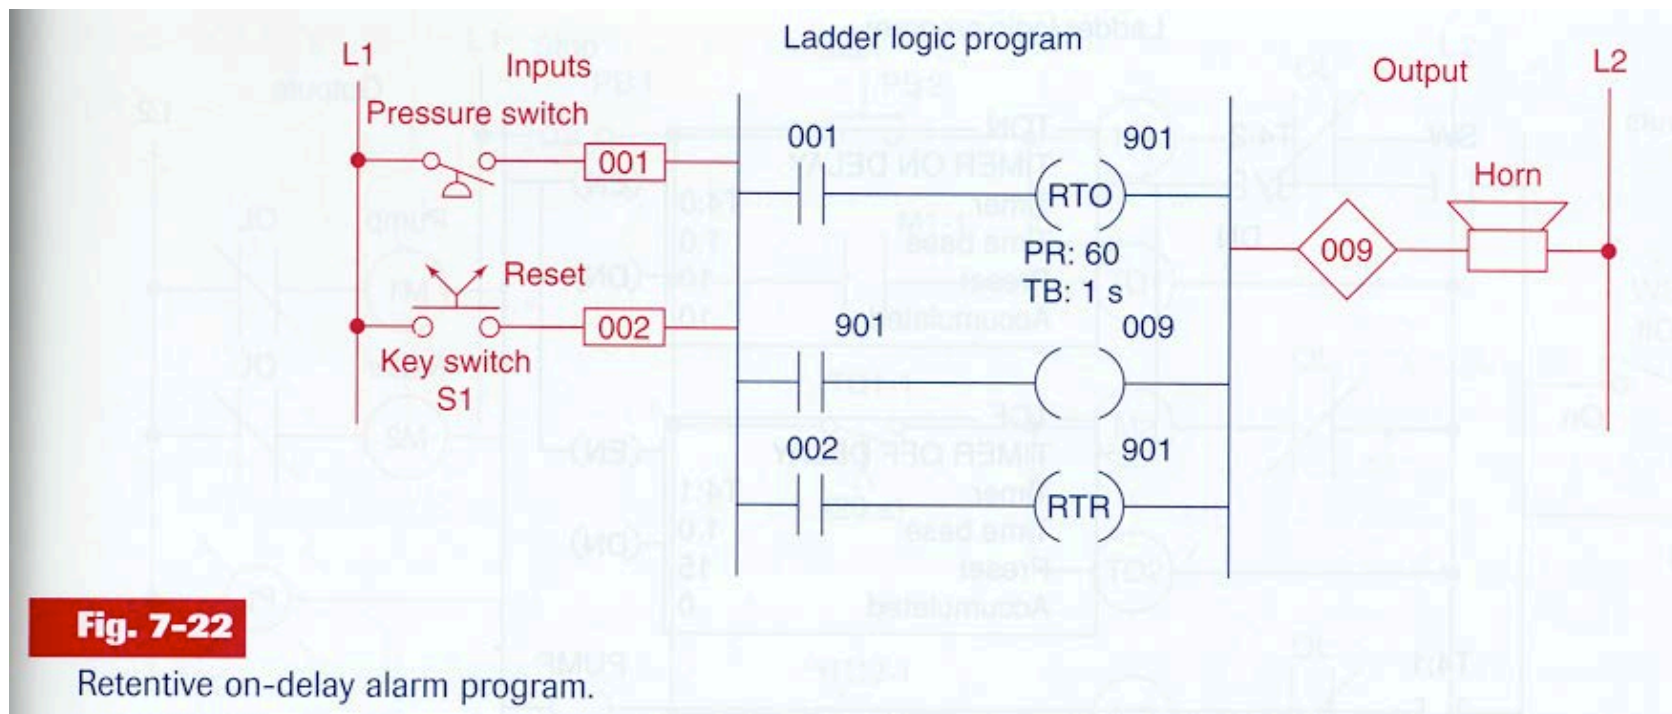 Ladder logic program
L1
Inputs
Output
L2
Pressure switch
001
001
901
RTO
PR: 60
TB: 1 s
Horn
009
Reset
002
Key switch
S1
901
009
002
901
RTR
Fig. 7-22
Retentive on-delay alarm program.